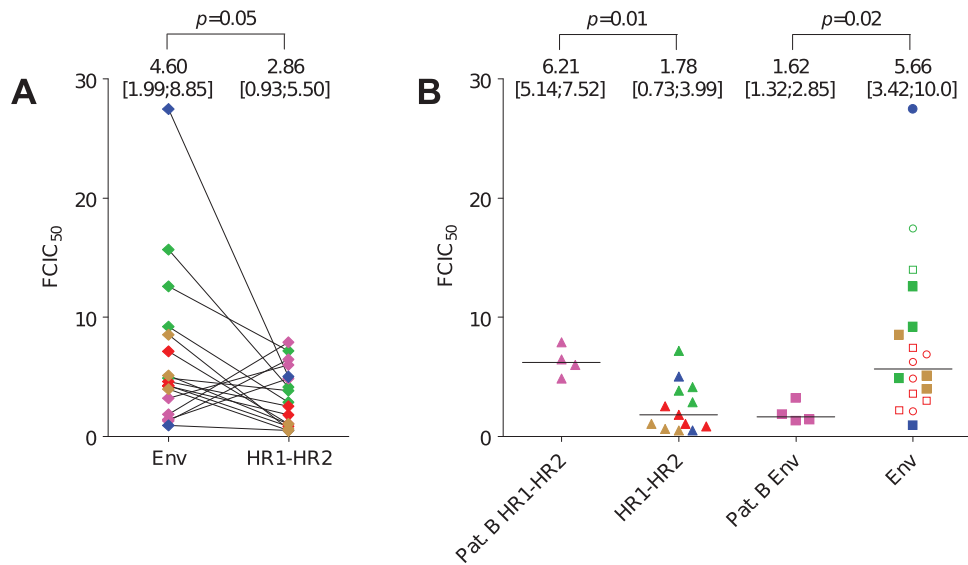 p=0.05
4.60 2.86
[1.99;8.85] [0.93;5.50]
A
30
20
10
0
FCIC50
Env HR1-HR2
p=0.01 p=0.02
6.21 1.78 1.62 5.66
[5.14;7.52] [0.73;3.99] [1.32;2.85] [3.42;10.0]
B
30
20
10
0
FCIC50
Pat. B HR1-HR2
HR1-HR2
Pat. B Env
Env